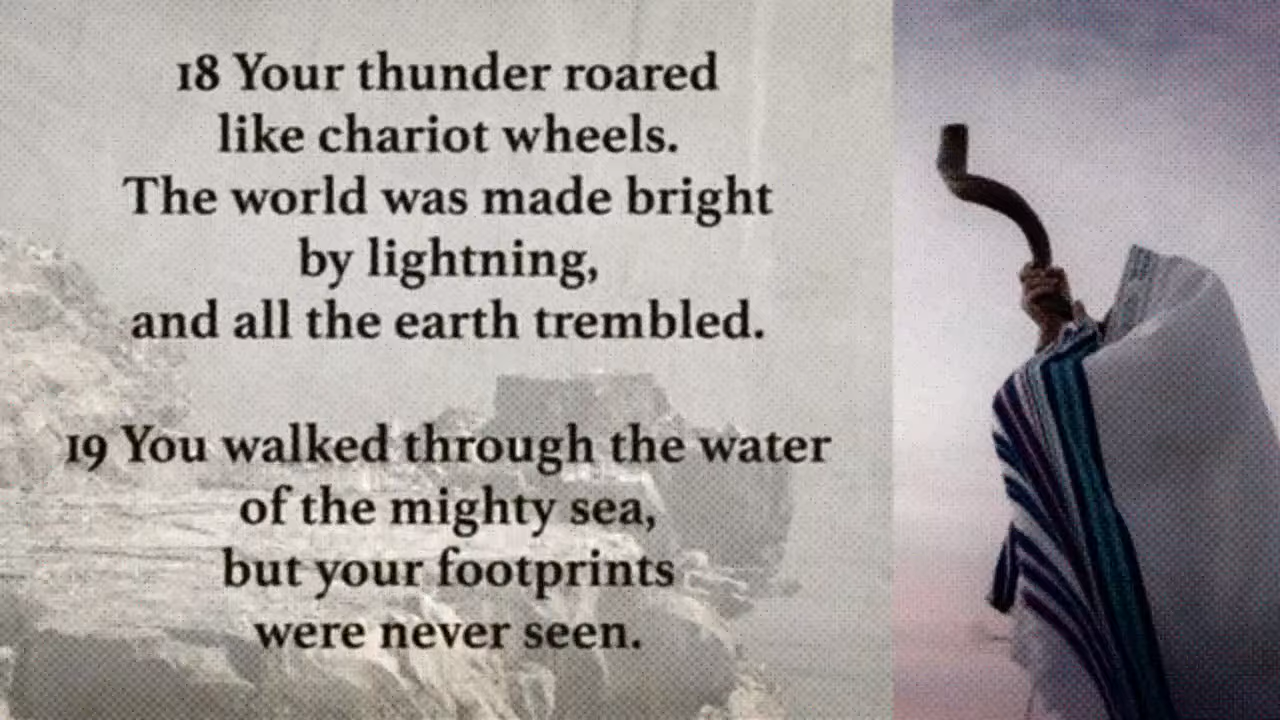 18 Your thunder roared
like chariot wheels.
The world was made bright
by lightning,
and all the earth trembled.
19 You walked through the water
of the mighty sea,
but your footprints
were never seen.